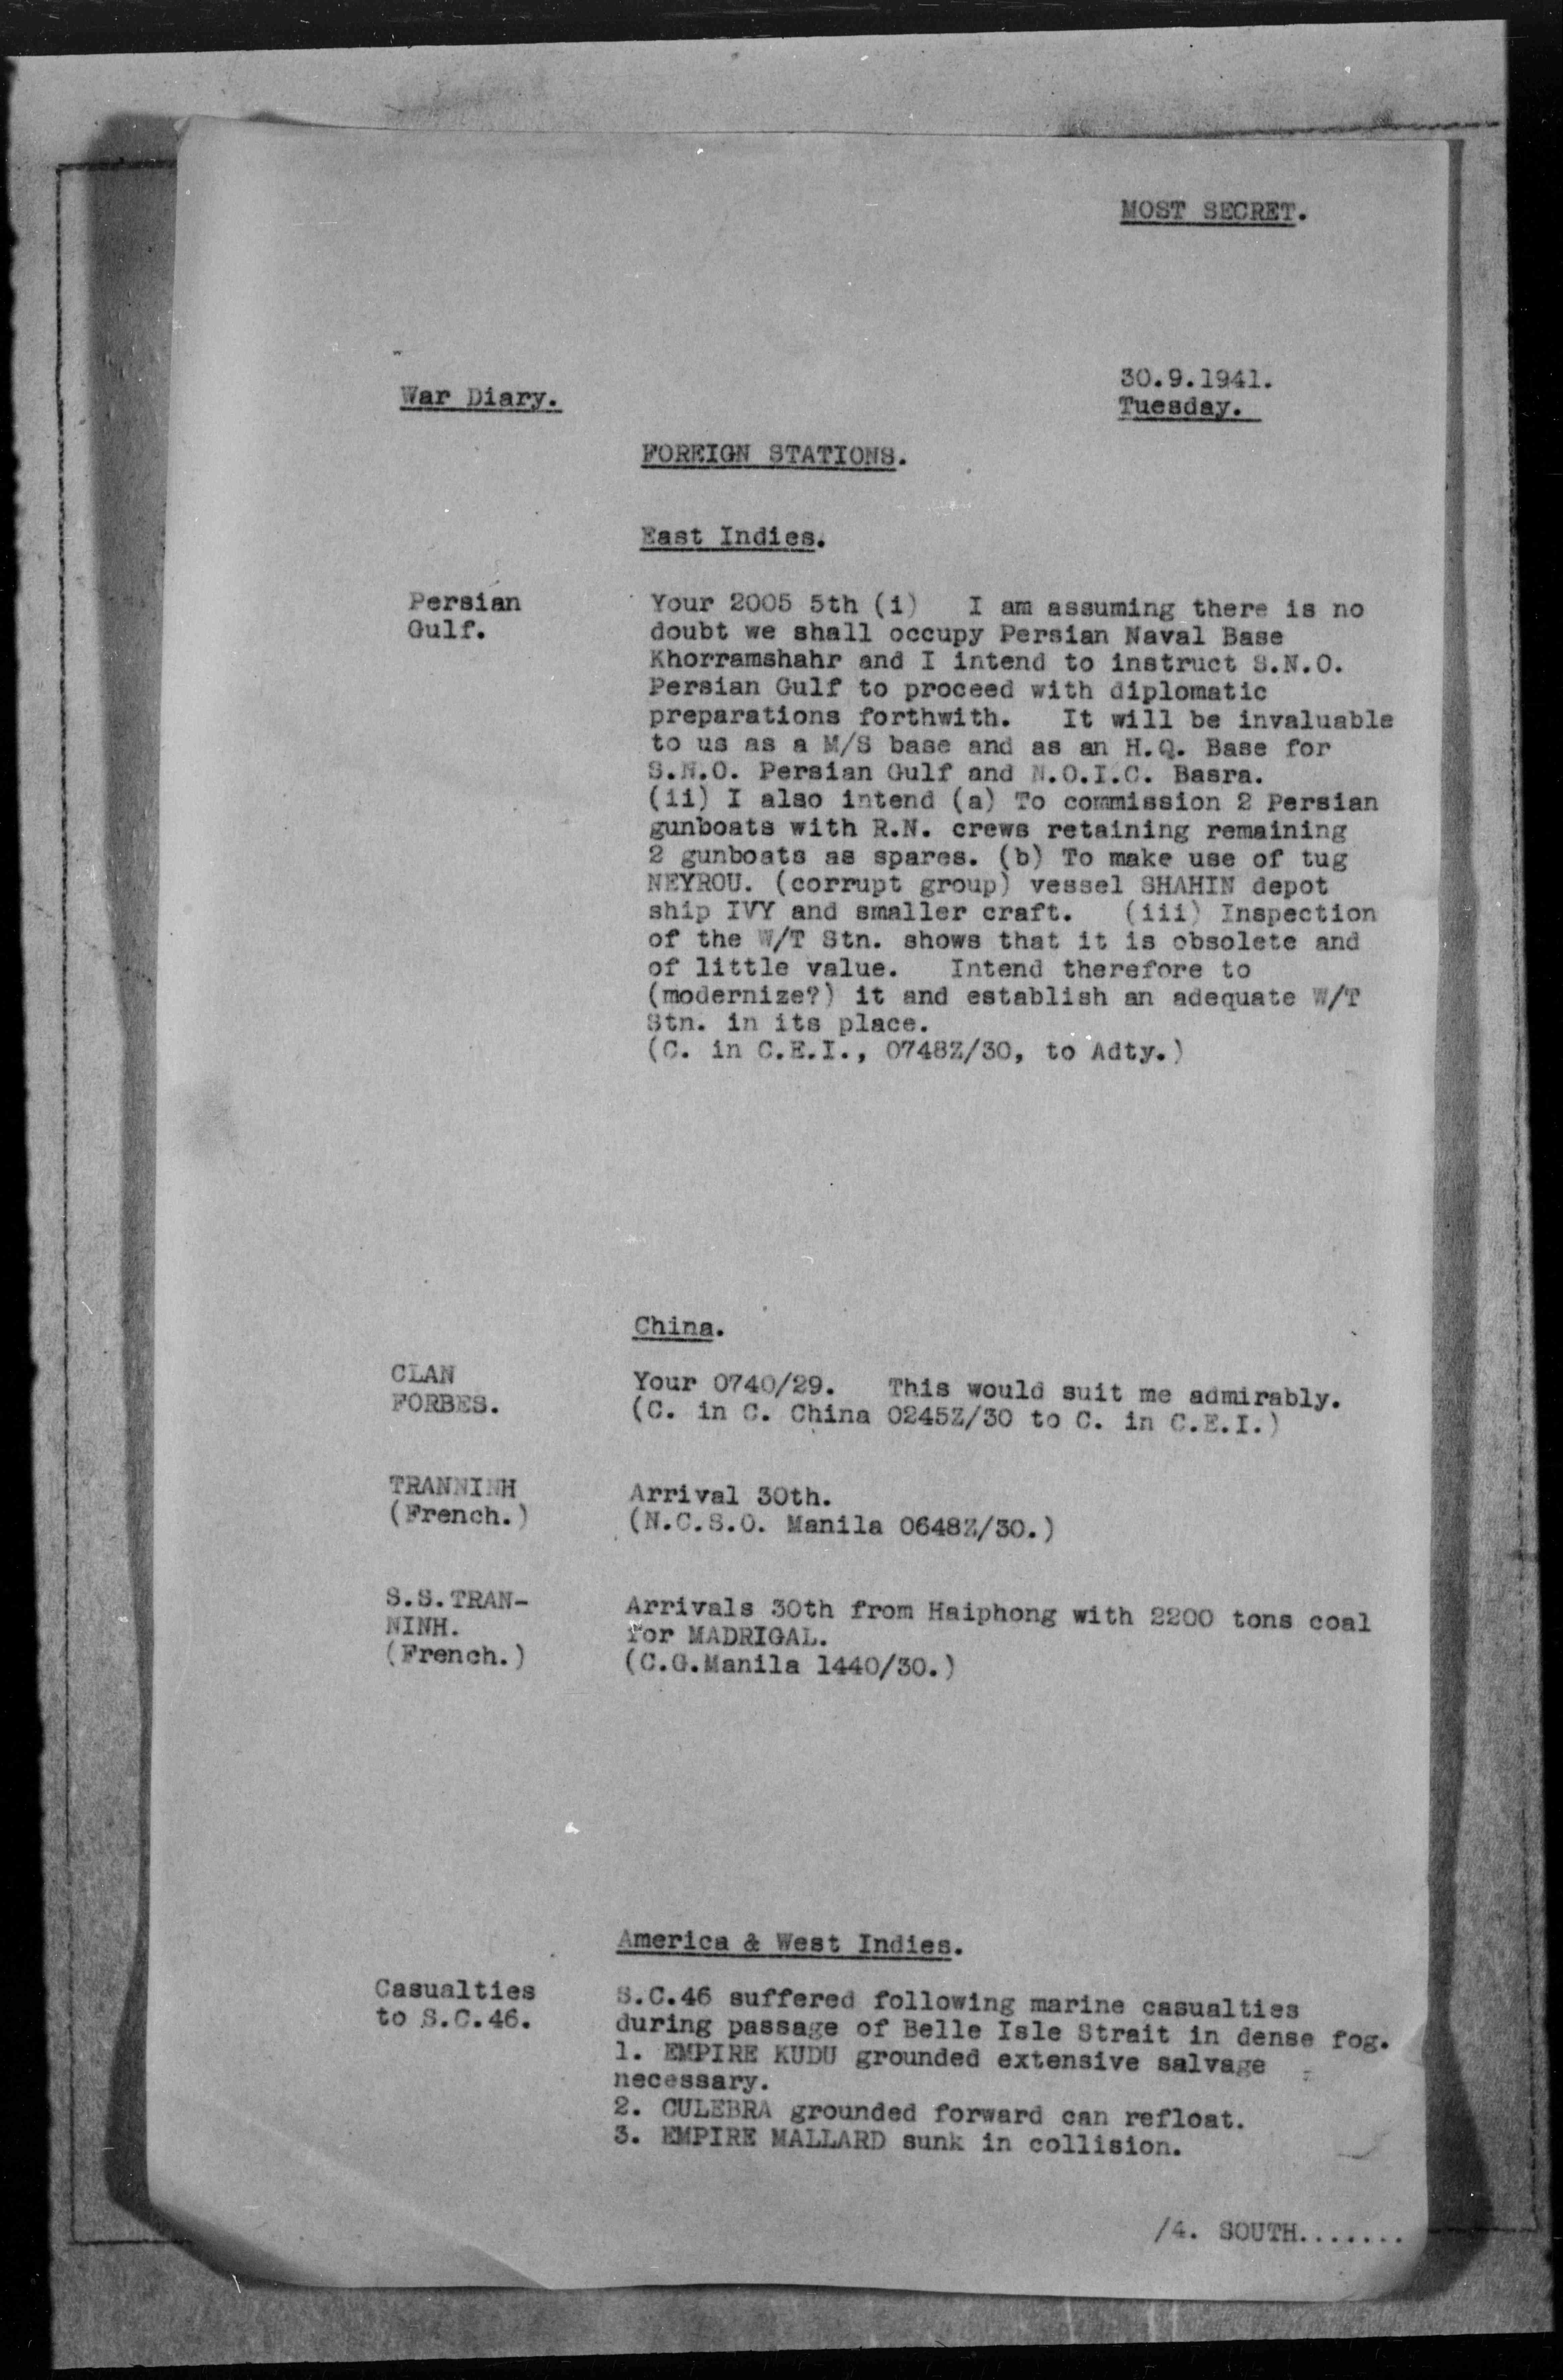 MOST SECRET.
War Diary.
30.9.1941.
Tuesday.
FOREIGN STATIONS.
East Indies.
Persian
Gulf.
Your 2005 5th (i) I am assuming there is no
doubt we shall occupy Persian Naval Base
Khorramshahr and I intend to instruct S.N.O.
Persian Gulf to proceed with diplomatic
preparations forthwith. It will be invaluable
to us as a M/S base and as an H.Q. Base for
S.N.O. Persian Gulf and N.O.I.C. Basra.
(ii) I also intend (a) To commission 2 Persian
gunboats with R.N. crews retaining remaining
2 gunboats as spares. (b) To make use of tug
NEYROU. (corrupt group) vessel SHAHIN depot
ship IVY and smaller craft. (iii) Inspection
of the W/T Stn. shows that it is obsolete and
of little value. Intend therefore to
(modernize?) it and establish an adequate W/T
Stn. in its place.
(C. in C.E.I., 0748Z/30, to Adty.)
China.
CLAN
FORBES.
Your 0740/29. This would suit me admirably.
(C. in C. China 0245Z/30 to C. in C.E.I.)
TRANNINH
(French.)
Arrival 30th.
(N.C.S.O. Manila 0648Z/30.)
S.S.TRAN-
NINH.
(French.)
Arrivals 30th from Haiphong with 2200 tons coal
for MADRIGAL.
(C.G.Manila 1440/30.)
America & West Indies.
Casualties
to S.C.46.
S.C.46 suffered following marine casualties
during passage of Belle Isle Strait in dense fog.
1. EMPIRE KUDU grounded extensive salvage
necessary.
2. CULEBRA grounded forward can refloat.
3. EMPIRE MALLARD sunk in collision.
/4. SOUTH.......